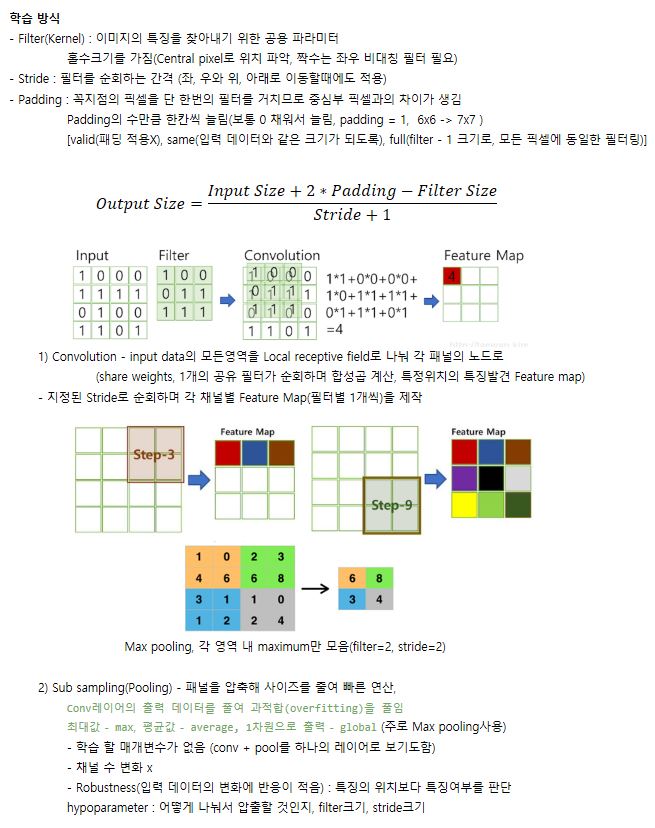 학습 방식
- Filter(Kernel) : 이미지의 특징을 찾아내기 위한 공용 파라미터
홀수크기를 가짐(Central pixel로 위치 파악, 짝수는 좌우 비대칭 필터 필요)
- Stride : 필터를 순회하는 간격 (좌, 우와 위, 아래로 이동할때에도 적용)
- Padding : 꼭지점의 픽셀을 단 한번의 필터를 거치므로 중심부 픽셀과의 차이가 생김
Padding의 수만큼 한칸씩 늘림(보통 0 채워서 늘림, padding = 1, 6x6 -> 7x7 )
[valid(패딩 적용X), same(입력 데이터와 같은 크기가 되도록), full(filter - 1 크기로, 모든 픽셀에 동일한 필터링)]
Output Size = Input Size + 2 * Padding − Filter Size
Stride + 1
Input Filter Convolution Feature Map
1 0 0 0 1 0 0 1 0 0 0 1*1+0*0+0*0+ 4
1 1 1 1 0 1 1 0 1 1 1 1*0+1*1+1*1+
0 1 0 0 1 1 1 1 1 1 0 0*1+1*1+0*1
1 1 0 1 1 1 0 1 =4
1) Convolution - input data의 모든영역을 Local receptive field로 나눠 각 패널의 노드로
(share weights, 1개의 공유 필터가 순회하며 합성곱 계산, 특정위치의 특징발견 Feature map)
- 지정된 Stride로 순회하며 각 채널별 Feature Map(필터별 1개씩)을 제작
Feature Map Feature Map
Step-3
Step-9
1 0 2 3
4 6 6 8 6 8
3 1 1 0 3 4
1 2 2 4
Max pooling, 각 영역 내 maximum만 모음(filter=2, stride=2)
2) Sub sampling(Pooling) - 패널을 압축해 사이즈를 줄여 빠른 연산,
Conv레이어의 출력 데이터를 줄여 과적합(overfitting)을 줄임
최대값 - max, 평균값 - average, 1차원으로 출력 - global (주로 Max pooling사용)
- 학습 할 매개변수가 없음 (conv + pool를 하나의 레이어로 보기도함)
- 채널 수 변화 x
- Robustness(입력 데이터의 변화에 반응이 적음) : 특징의 위치보다 특징여부를 판단
hypoparameter : 어떻게 나눠서 압출할 것인지, filter크기, stride크기